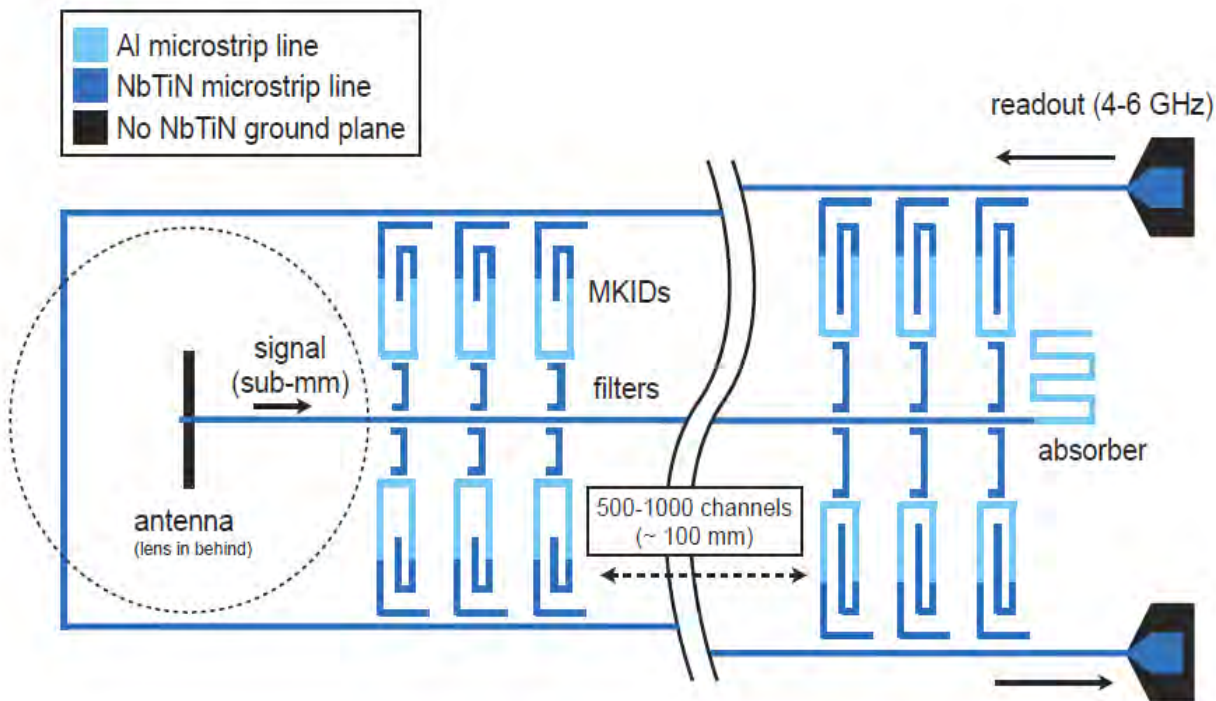 Al microstrip line
NbTiN microstrip line
No NbTiN ground plane
readout (4-6 GHz)
MKIDs
signal
(sub-mm)
filters
absorber
antenna
(lens in behind)
500-1000 channels
(~ 100 mm)